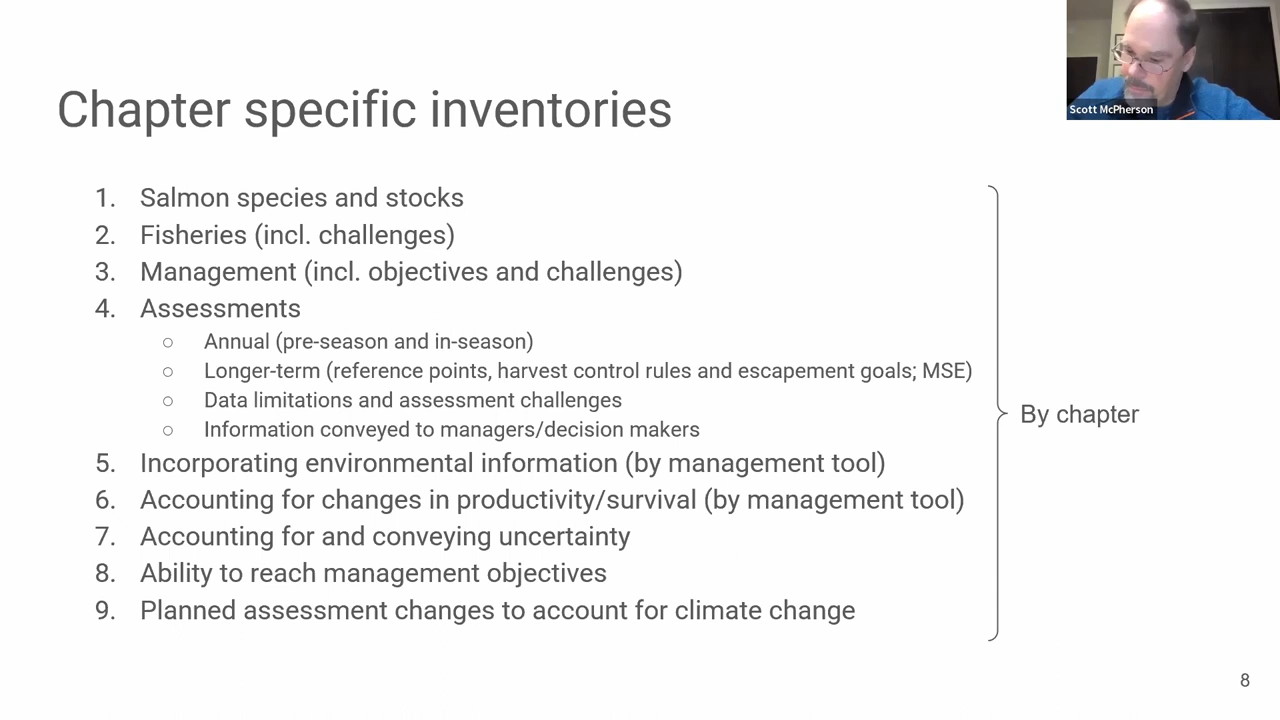 Scott McPherson
Chapter specific inventories
1. Salmon species and stocks
2. Fisheries (incl. challenges)
3. Management (incl. objectives and challenges)
4. Assessments
○ Annual (pre-season and in-season)
○ Longer-term (reference points, harvest control rules and escapement goals; MSE)
○ Data limitations and assessment challenges
○ Information conveyed to managers/decision makers
5. Incorporating environmental information (by management tool)
6. Accounting for changes in productivity/survival (by management tool)
7. Accounting for and conveying uncertainty
8. Ability to reach management objectives
9. Planned assessment changes to account for climate change
By chapter
8